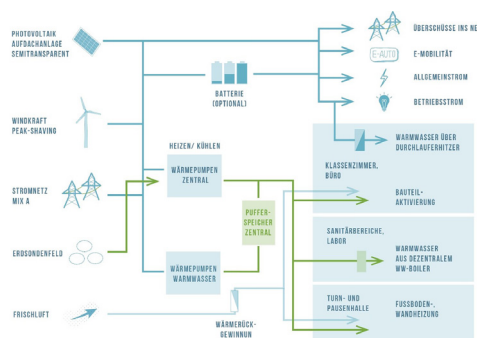 PHOTOVOLTAIK
AUFDACHANLAGE
SEMITRANSPARENT
ÜBERSCHÜSSE INS NE
E-AUTO
E-MOBILITÄT
ALLGEMEINSTROM
BATTERIE
(OPTIONAL)
BETRIEBSSTROM
WINDKRAFT
PEAK-SHAVING
HEIZEN/ KÜHLEN
WARMWASSER ÜBER
DURCHLAUFERHITZER
WÄRMEPUMPEN
ZENTRAL
KLASSENZIMMER,
BÜRO
STROMNETZ
MIX A
BAUTEIL-
AKTIVIERUNG
PUFFER-
SPEICHER
ZENTRAL
SANITÄRBEREICHE,
LABOR
ERDSONDENFELD
WARMWASSER
AUS DEZENTRALEM
WW-BOILER
WÄRMEPUMPEN
WARMWASSER
TURN- UND
PAUSENHALLE
FUSSBODEN-,
WANDHEIZUNG
FRISCHLUFT
WÄRMERÜCK-
GEWINNUN